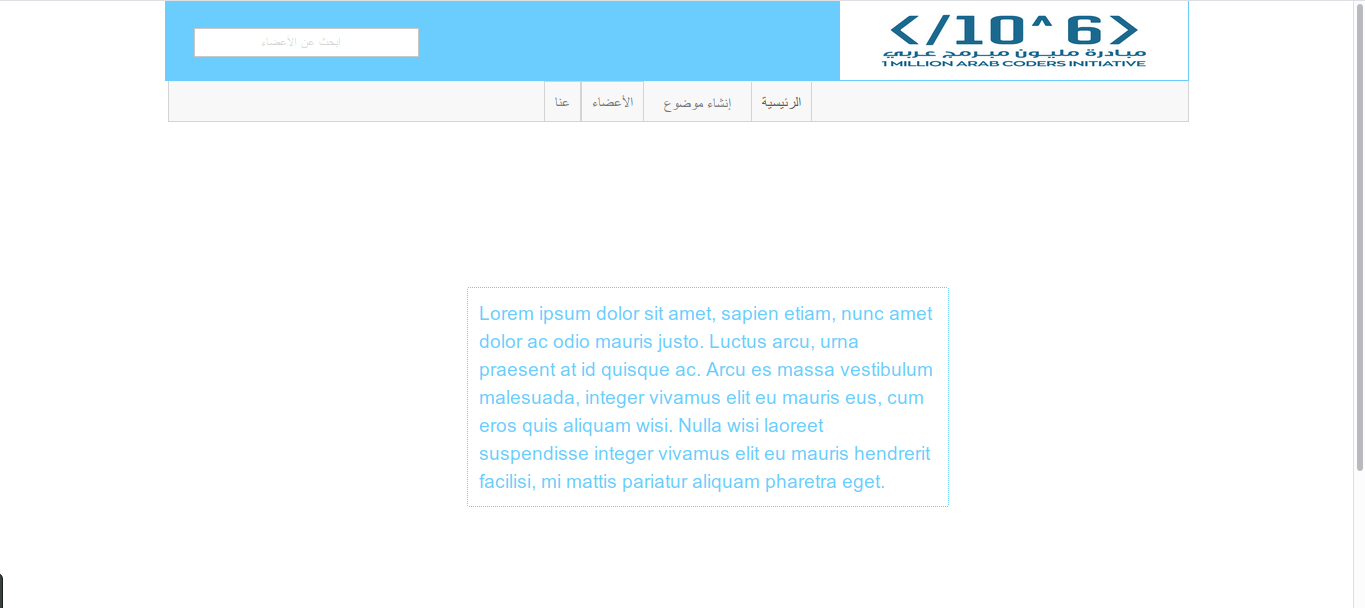 </10^6>
مبادرة مليون مبرمج عربي
1 MILLION ARAB CODERS INITIATIVE
ابحث عن الأعضاء
الرئيسية
إنشاء موضوع
الأعضاء
عنا
Lorem ipsum dolor sit amet, sapien etiam, nunc amet
dolor ac odio mauris justo. Luctus arcu, urna
praesent at id quisque ac. Arcu es massa vestibulum
malesuada, integer vivamus elit eu mauris eus, cum
eros quis aliquam wisi. Nulla wisi laoreet
suspendisse integer vivamus elit eu mauris hendrerit
facilisi, mi mattis pariatur aliquam pharetra eget.